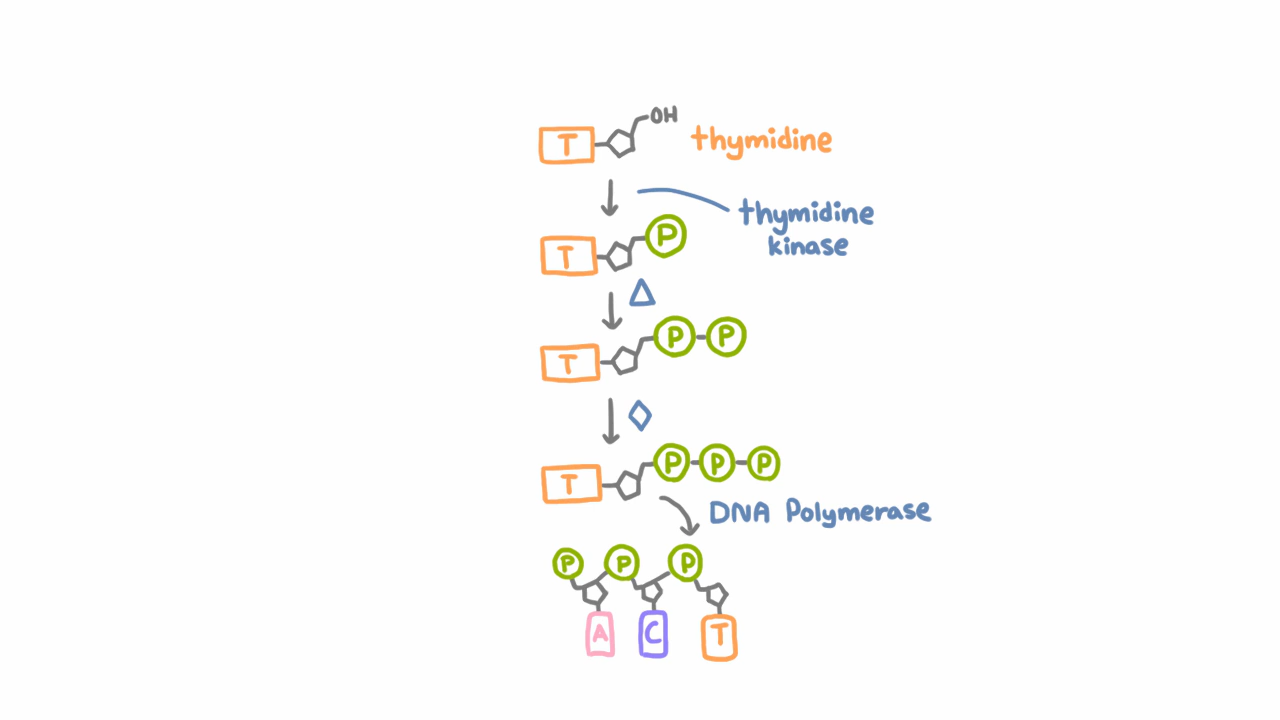 OH
T
thymidine
thymidine
kinase
P
T
P P
T
P P P
T
DNA Polymerase
P P P
A C T